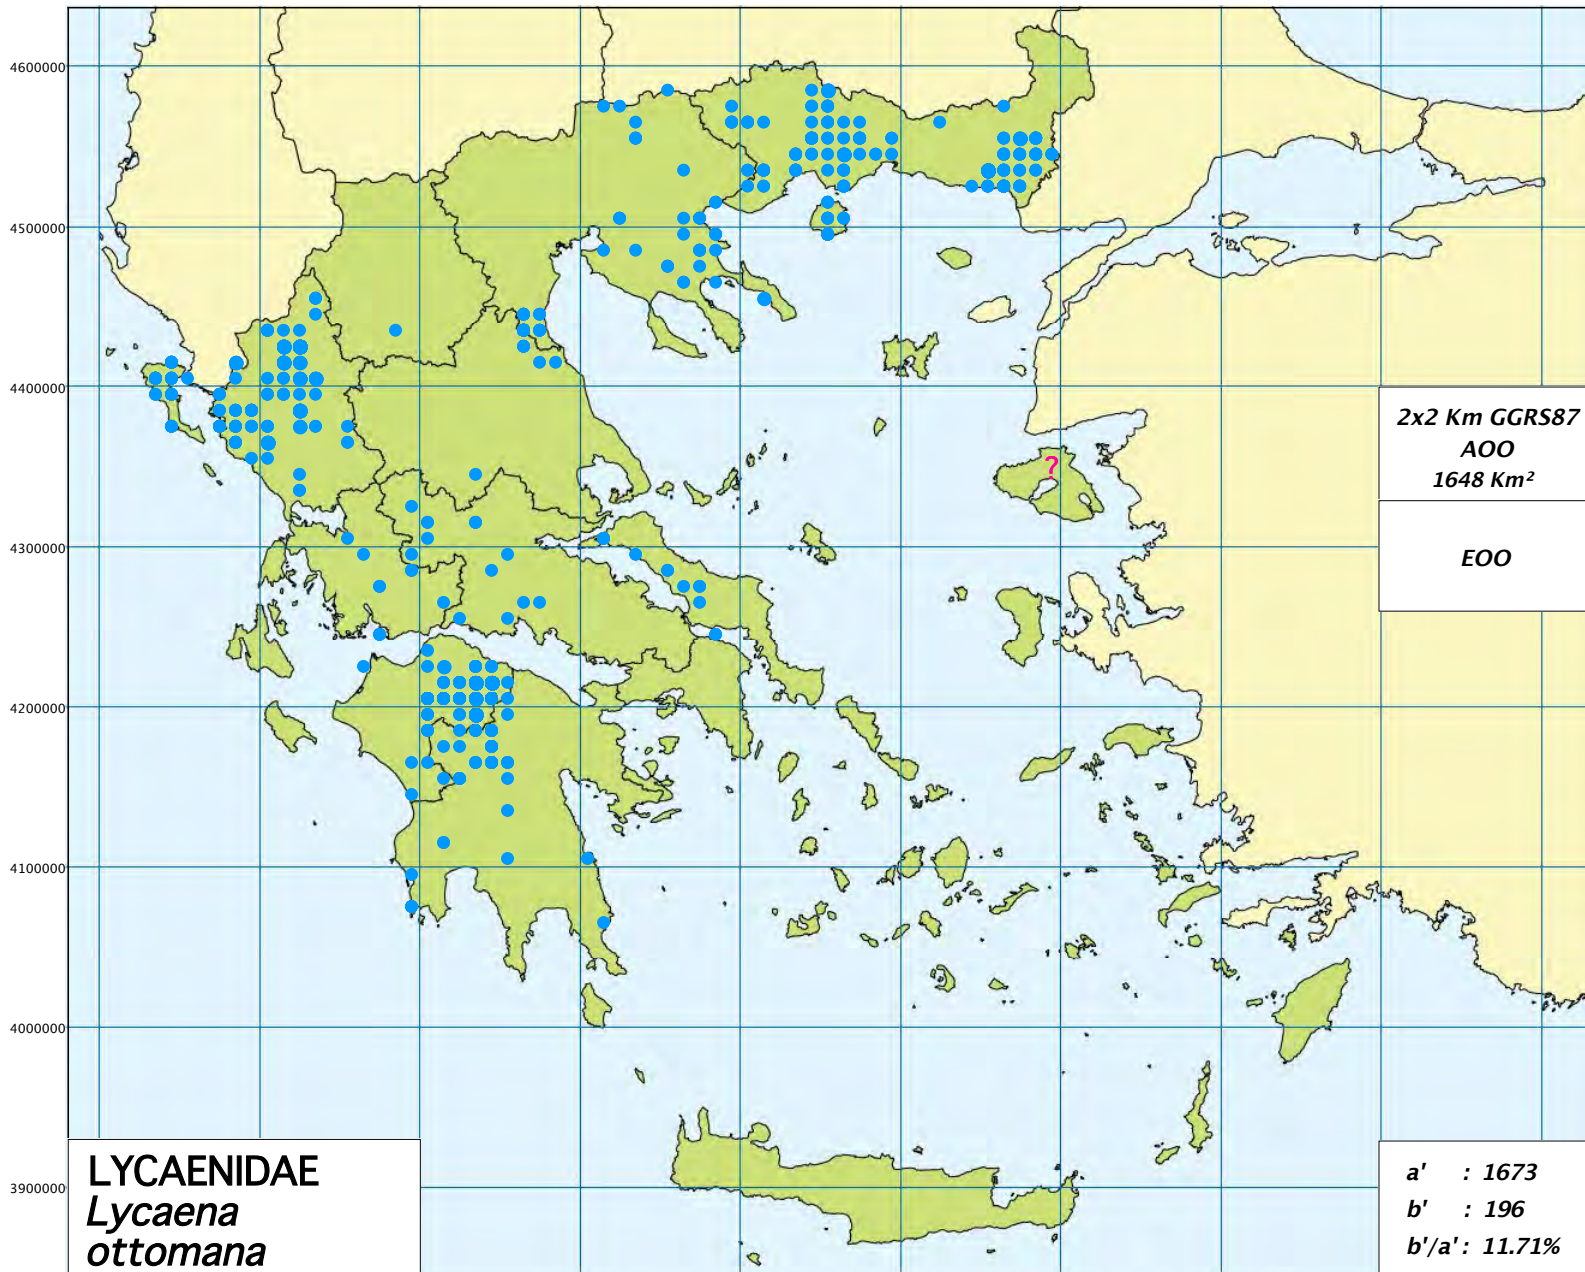 4600000
4500000
4400000
2x2 Km GGRS87
AOO
1648 Km²
?
EOO
4300000
4200000
4100000
4000000
3900000
LYCAENIDAE
Lycaena
ottomana
a' : 1673
b' : 196
b'/a' : 11.71%